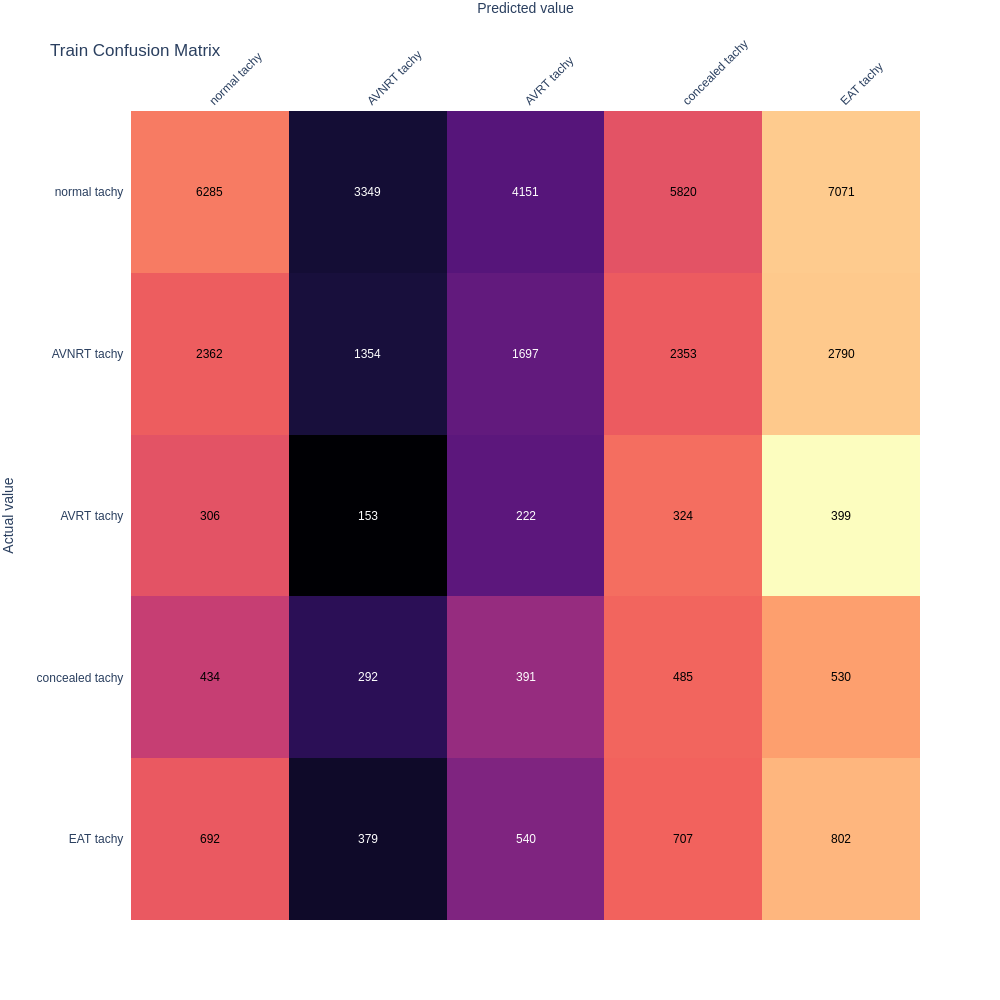 Predicted value
Train Confusion Matrix
normal tachy AVNRT tachy AVRT tachy concealed tachy EAT tachy
normal tachy 6285 3349 4151 5820 7071
AVNRT tachy 2362 1354 1697 2353 2790
Actual value
AVRT tachy 306 153 222 324 399
concealed tachy 434 292 391 485 530
EAT tachy 692 379 540 707 802